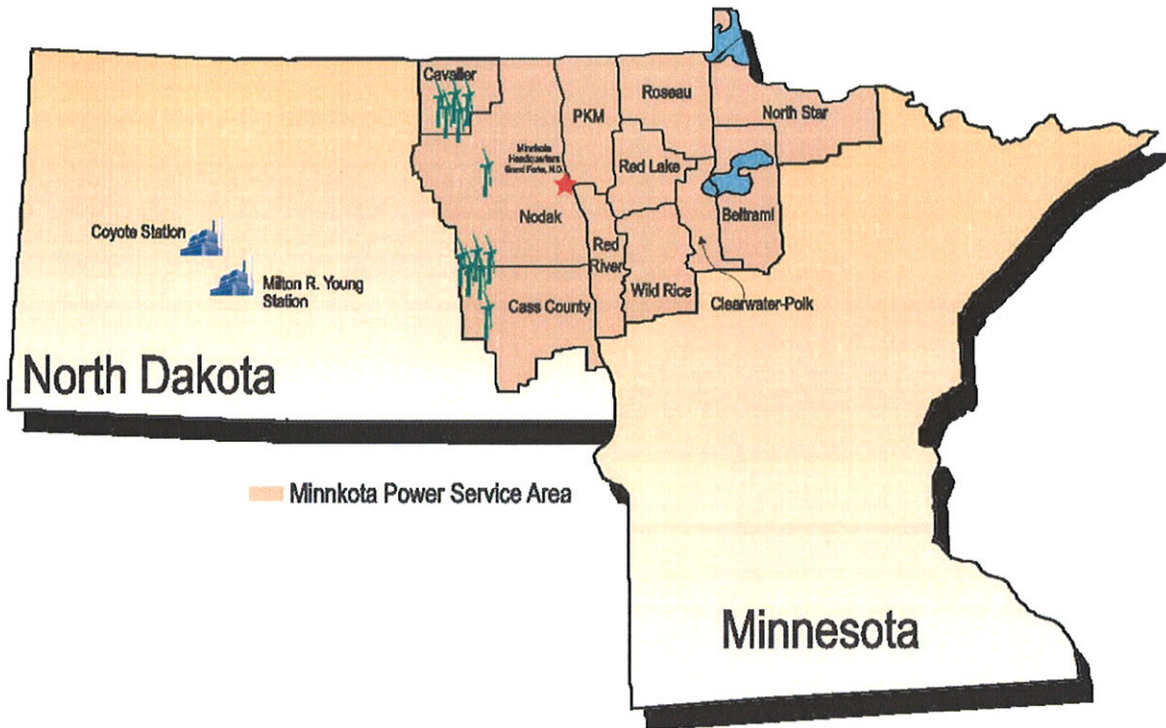 Cavalier
Roseau
North Star
PKM
Minnkota
Headquarters
Grand Forks, N.D.
Red Lake
Nodak
Beltrami
Coyote Station
Red
River
Milton R. Young
Station
Wild Rice
Clearwater-Polk
Cass County
North Dakota
Minnkota Power Service Area
Minnesota